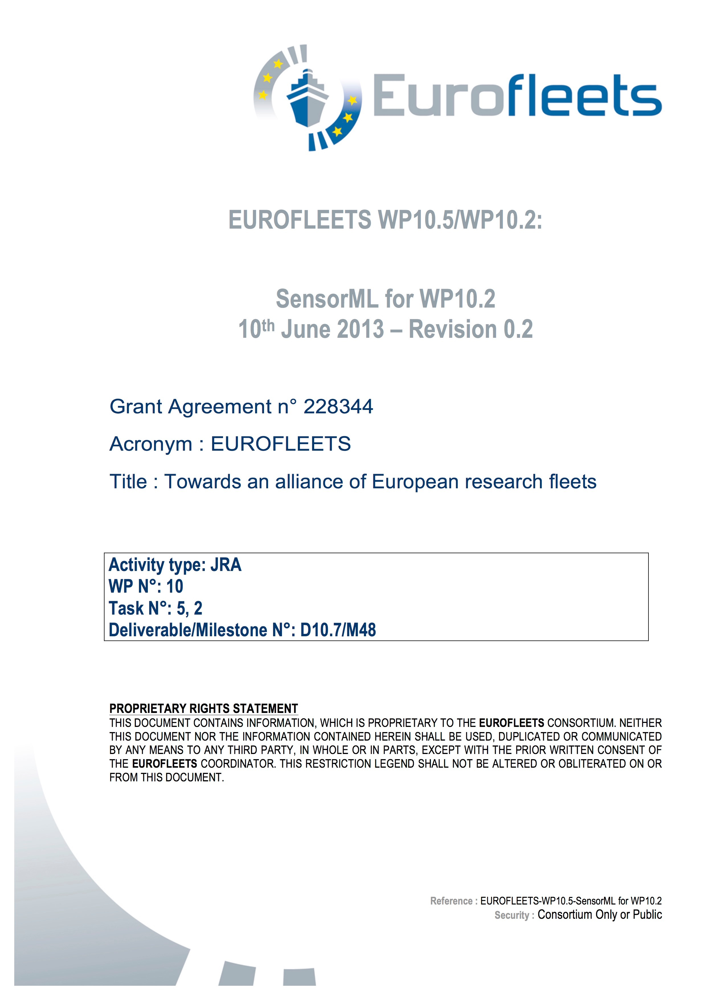 Eurofleets
EUROFLEETS WP10.5/WP10.2:
SensorML for WP10.2
10th June 2013 – Revision 0.2
Grant Agreement n° 228344
Acronym : EUROFLEETS
Title : Towards an alliance of European research fleets
Activity type: JRA
WP N°: 10
Task N°: 5, 2
Deliverable/Milestone N°: D10.7/M48
PROPRIETARY RIGHTS STATEMENT
THIS DOCUMENT CONTAINS INFORMATION, WHICH IS PROPRIETARY TO THE EUROFLEETS CONSORTIUM. NEITHER
THIS DOCUMENT NOR THE INFORMATION CONTAINED HEREIN SHALL BE USED, DUPLICATED OR COMMUNICATED
BY ANY MEANS TO ANY THIRD PARTY, IN WHOLE OR IN PARTS, EXCEPT WITH THE PRIOR WRITTEN CONSENT OF
THE EUROFLEETS COORDINATOR. THIS RESTRICTION LEGEND SHALL NOT BE ALTERED OR OBLITERATED ON OR
FROM THIS DOCUMENT.
Reference : EUROFLEETS-WP10.5-SensorML for WP10.2
Security : Consortium Only or Public